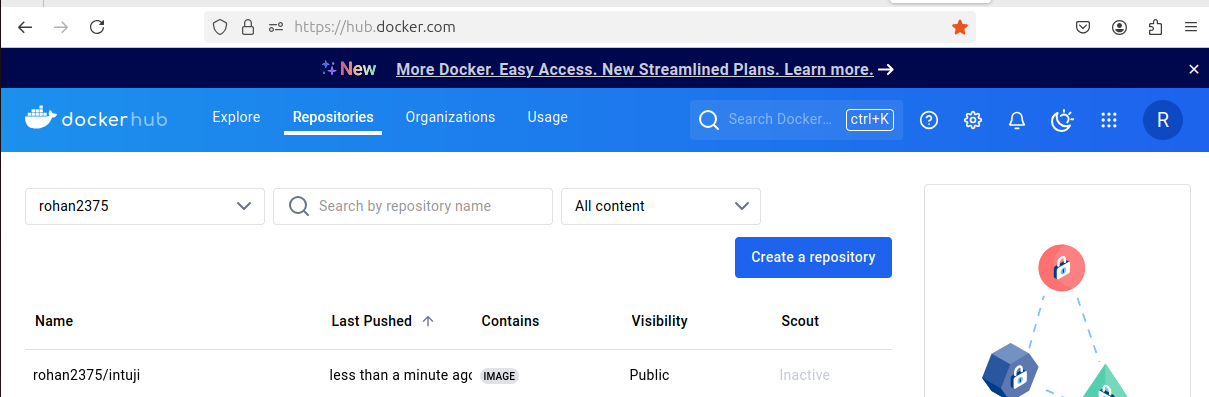 https://hub.docker.com
New More Docker. Easy Access. New Streamlined Plans. Learn more. →
docker hub Explore Repositories Organizations Usage Search Docker... ctrl+K R
rohan2375 Search by repository name All content
Create a repository
Name Last Pushed ↑ Contains Visibility Scout
rohan2375/intuji less than a minute ago IMAGE Public Inactive